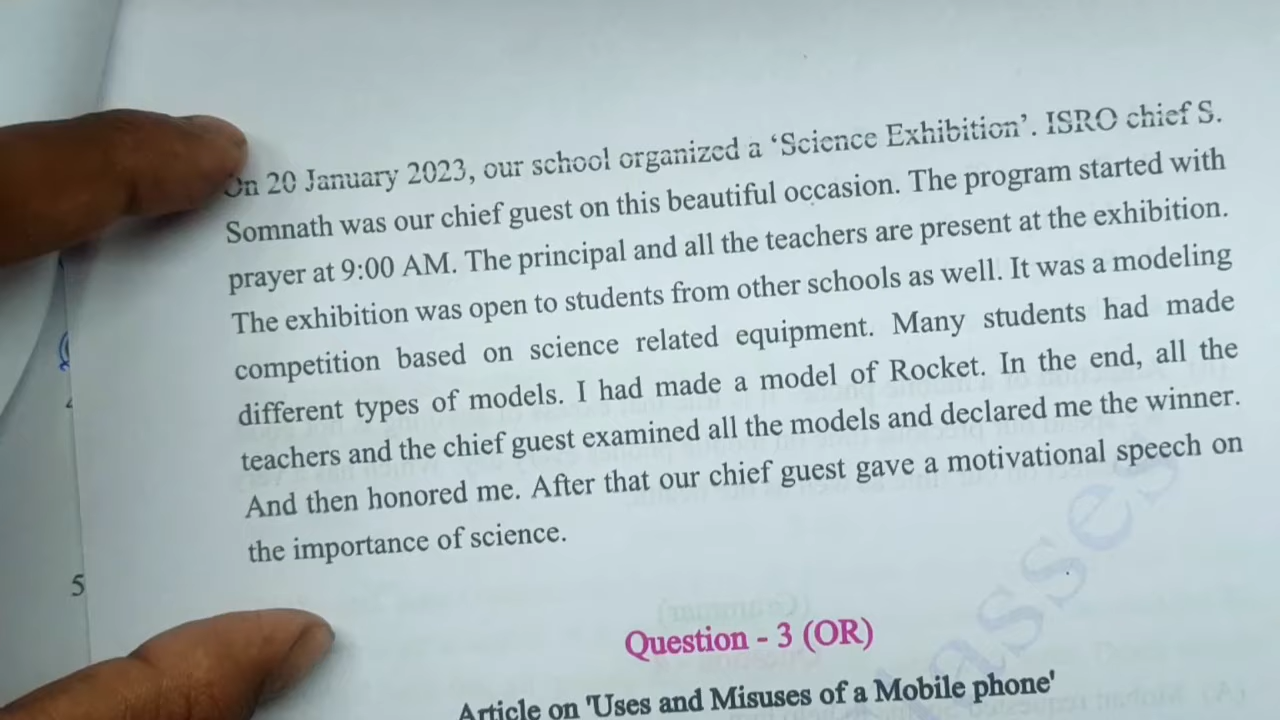 On 20 January 2023, our school organized a ‘Science Exhibition’. ISRO chief S.
Somnath was our chief guest on this beautiful occasion. The program started with
prayer at 9:00 AM. The principal and all the teachers are present at the exhibition.
The exhibition was open to students from other schools as well. It was a modeling
competition based on science related equipment. Many students had made
different types of models. I had made a model of Rocket. In the end, all the
teachers and the chief guest examined all the models and declared me the winner.
And then honored me. After that our chief guest gave a motivational speech on
the importance of science.
5
Question - 3 (OR)
Article on 'Uses and Misuses of a Mobile phone'